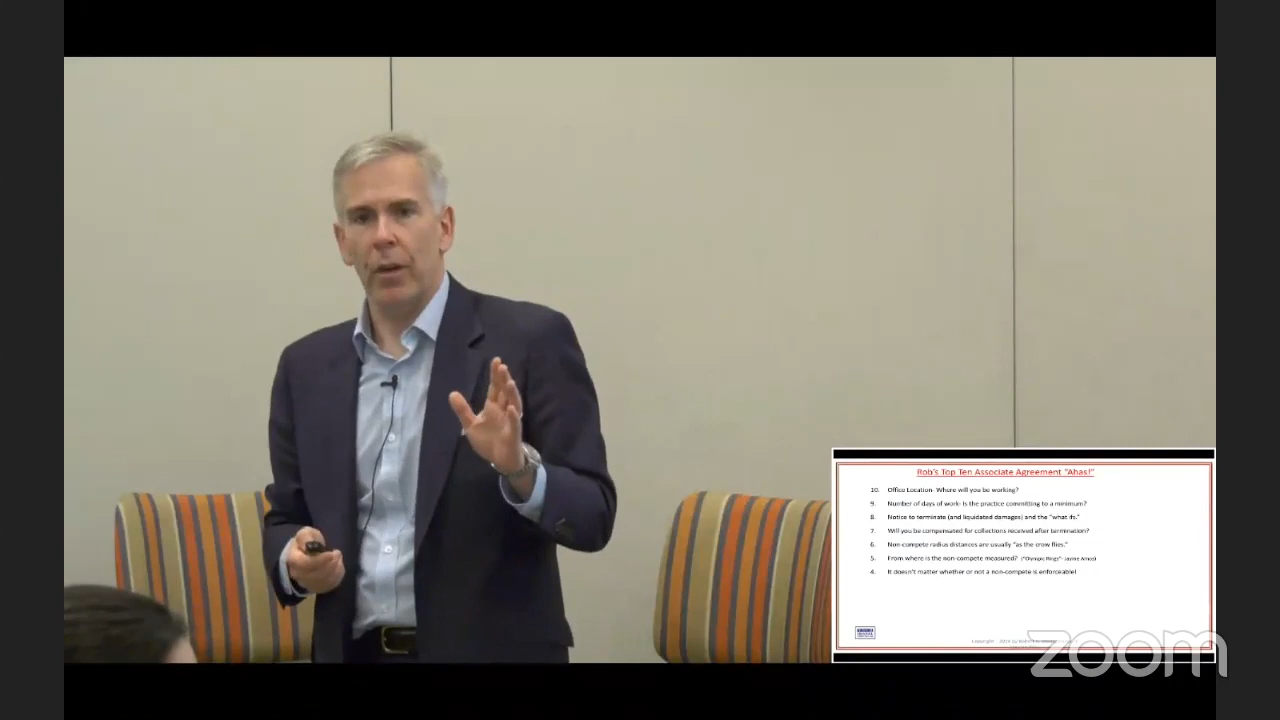 Rob's Top Ten Associate Agreement "Ahas!"
10. Office Location- Where will you be working?
9. Number of days of work- Is the practice committing to a minimum?
8. Notice to terminate (and liquidated damages) and the "what ifs."
7. Will you be compensated for collections received after termination?
6. Non-compete radius distances are usually "as the crow flies."
5. From where is the non-compete measured? ("Olympic Rings"-
4. It doesn't matter whether or not a non-compete is enforceable!
Copyright
zoom